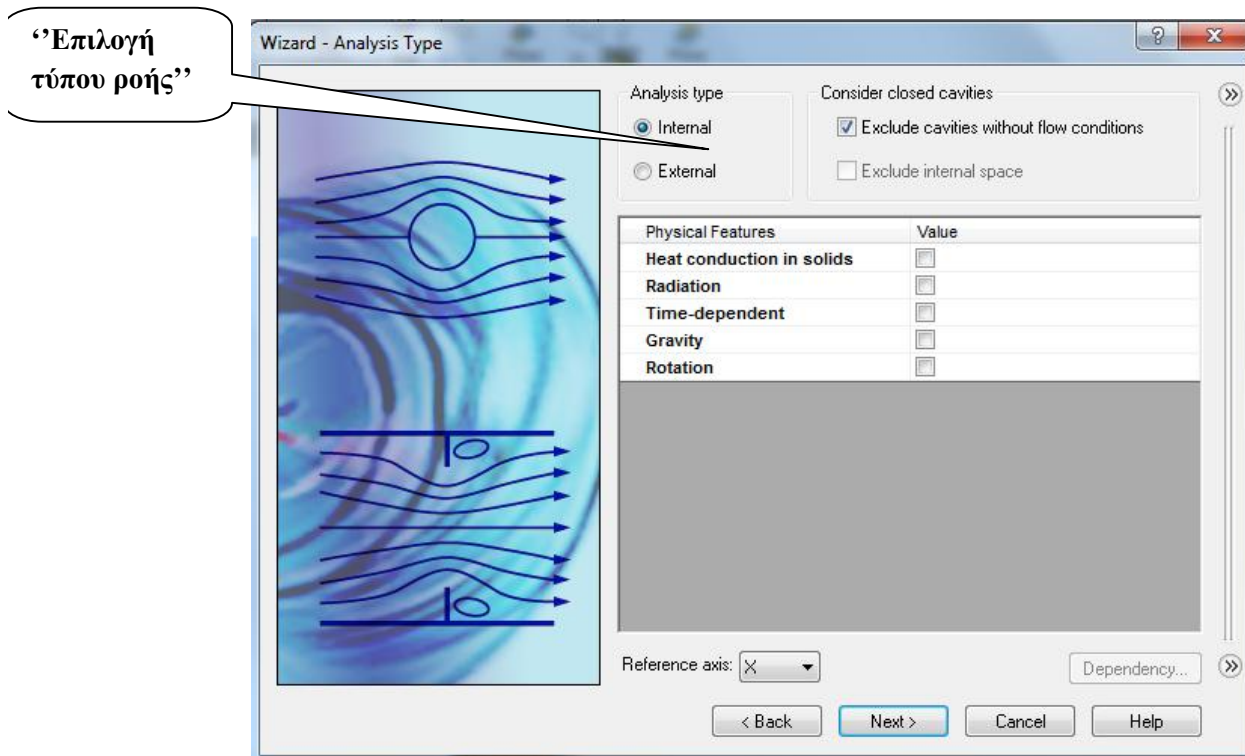 ‘’Επιλογή
τύπου ροής’’
Wizard - Analysis Type
Analysis type
Internal
External
Consider closed cavities
Exclude cavities without flow conditions
Exclude internal space
Physical Features Value
Heat conduction in solids
Radiation
Time-dependent
Gravity
Rotation
Reference axis: X
Dependency...
< Back Next > Cancel Help